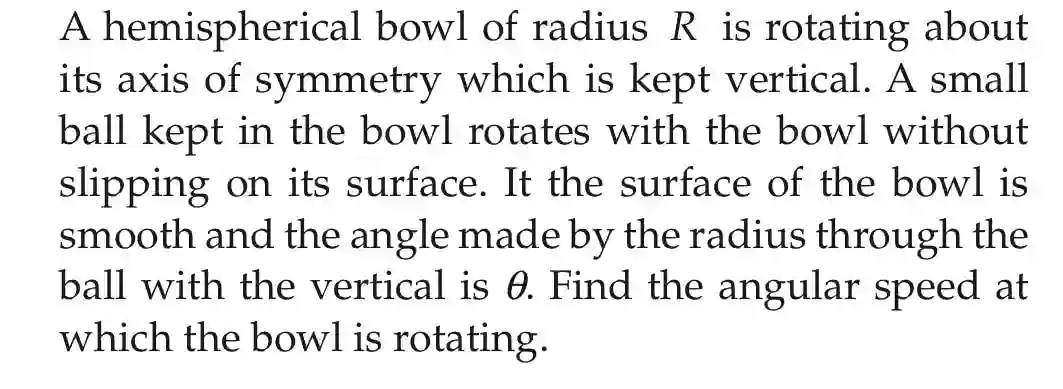 A hemispherical bowl of radius R is rotating about
its axis of symmetry which is kept vertical. A small
ball kept in the bowl rotates with the bowl without
slipping on its surface. It the surface of the bowl is
smooth and the angle made by the radius through the
ball with the vertical is θ. Find the angular speed at
which the bowl is rotating.